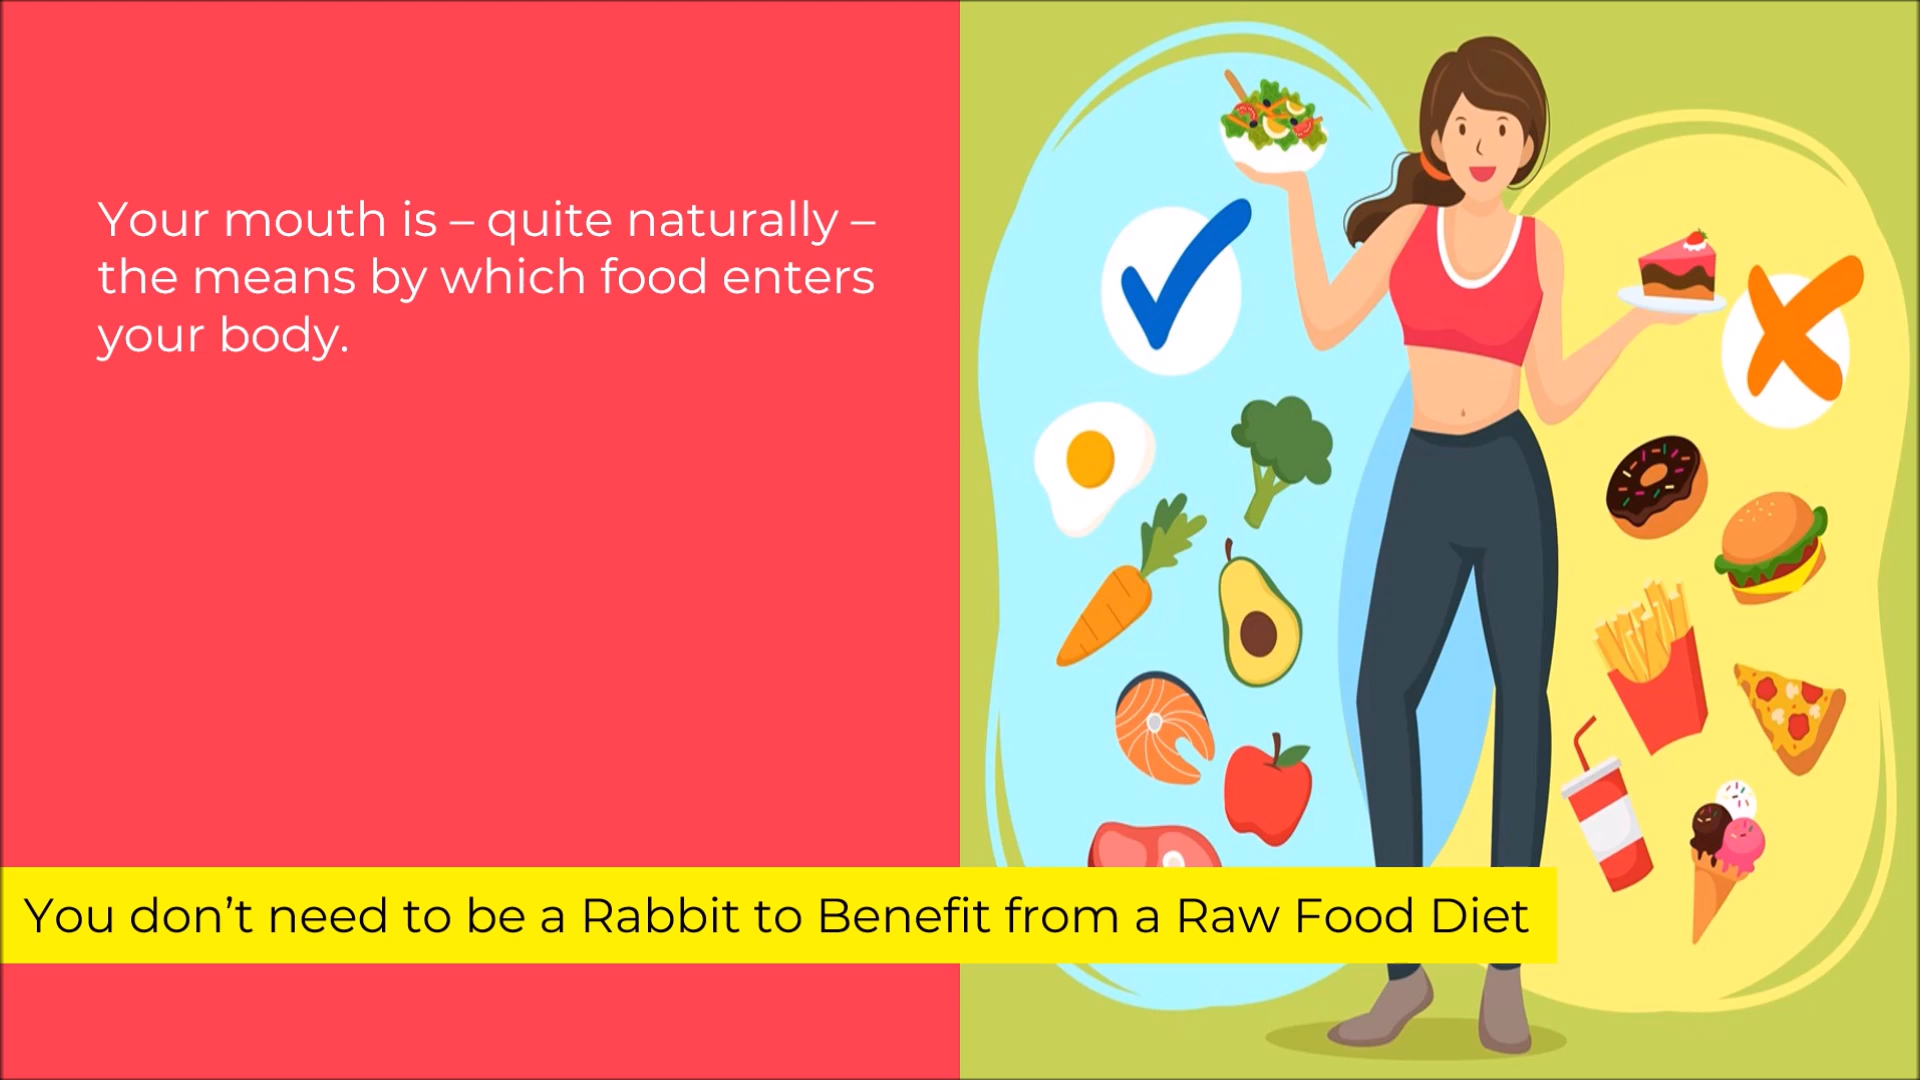 Your mouth is – quite naturally –
the means by which food enters
your body.
You don’t need to be a Rabbit to Benefit from a Raw Food Diet